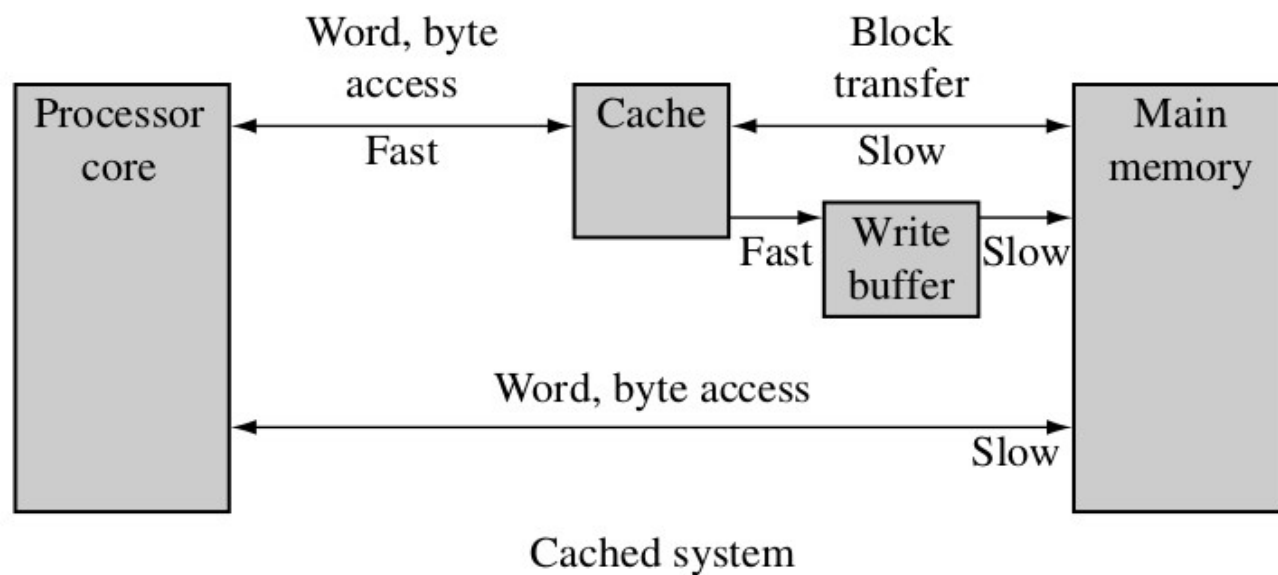 Word, byte
access
Block
transfer
Processor
core
Cache
Main
memory
Fast
Slow
Fast
Write
buffer
Slow
Word, byte access
Slow
Cached system